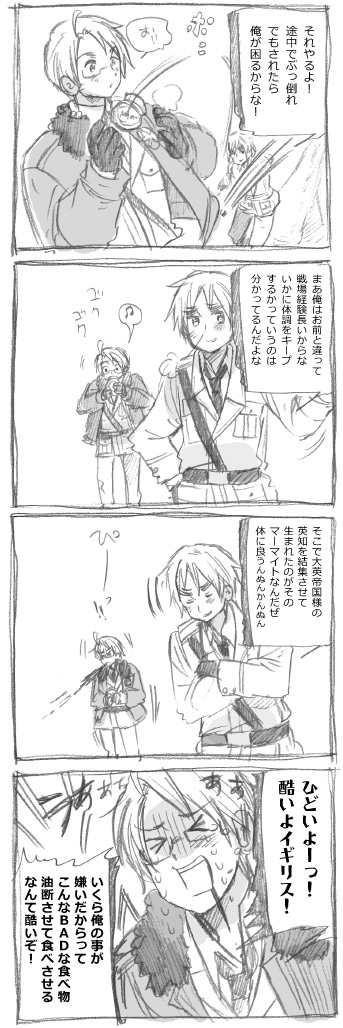 それやるよ！
途中でぶっ倒れ
でもされたら
俺が困るからな！
まあ俺はお前と違って
戦場経験長いからな
いかに体調をキープ
するかっていうのは
分かってるんだよな
ゴク
ゴク
♪
そこで大英帝国様の
英知を結集させて
生まれたのがその
マーマイトなんだぜ
体に良うんぬんかんぬん
ぴゅー
ひどいよーっ！
酷いよイギリス！
いくら俺の事が
嫌いだからって
こんなＢＡＤな食べ物
油断させて食べさせる
なんて酷いぞ！